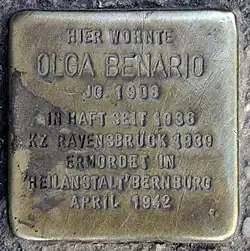 HIER WOHNTE
OLGA BENARIO
JG. 1908
IN HAFT SEIT 1936
KZ RAVENSBRÜCK 1939
ERMORDET IN
HEILANSTALT BERNBURG
APRIL 1942